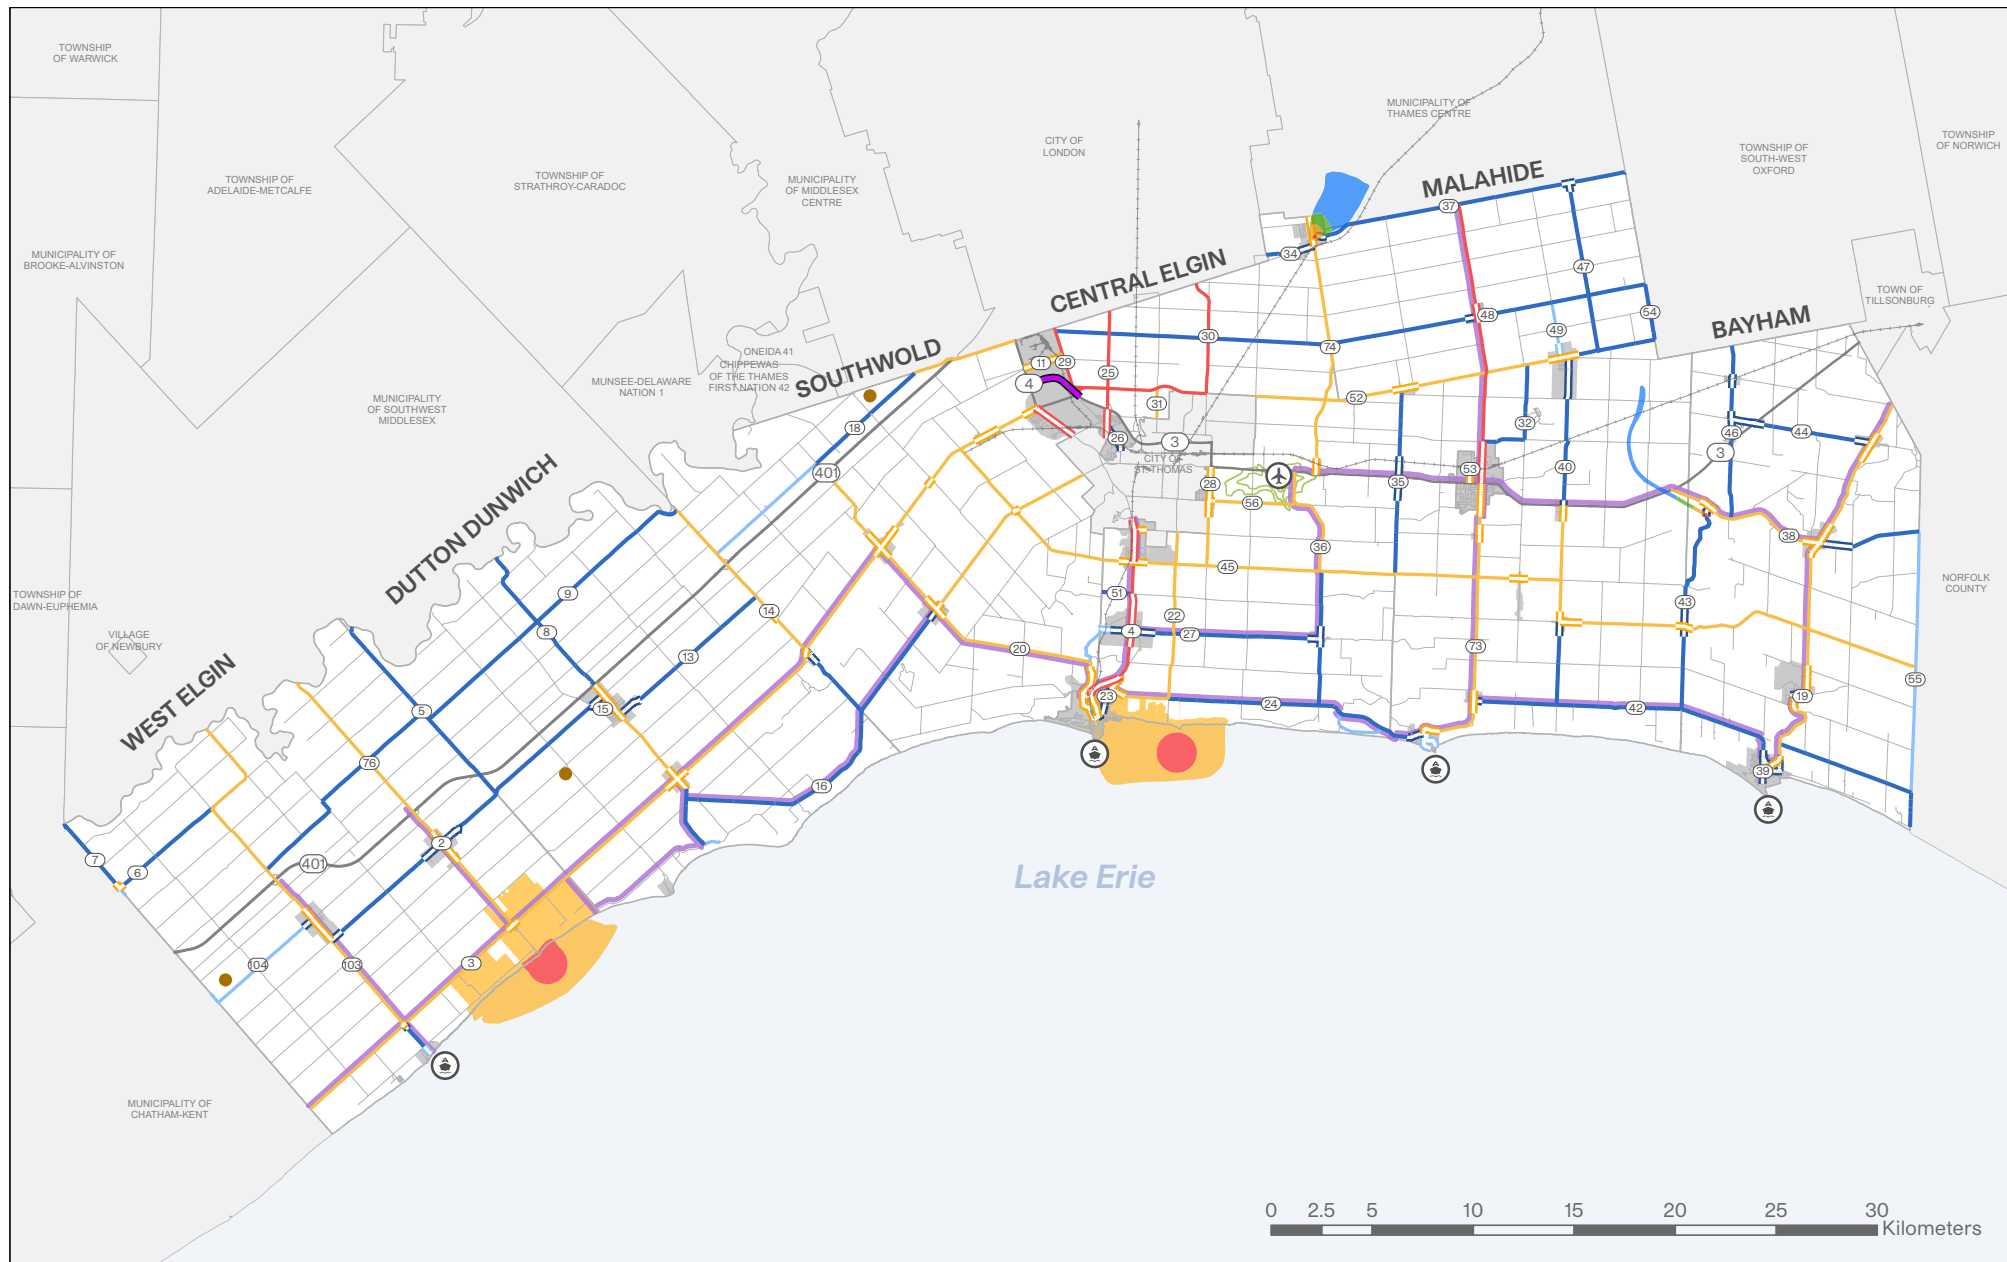 TOWNSHIP
OF WARWICK
TOWNSHIP OF
ADELAIDE-METCALFE
TOWNSHIP OF
STRATHROY-CARADOC
MUNICIPALITY
OF MIDDLESEX
CENTRE
CITY OF
LONDON
MUNICIPALITY OF
THAMES CENTRE
TOWNSHIP OF
SOUTH-WEST
OXFORD
TOWNSHIP
OF NORWICH
MUNICIPALITY OF
BROOKE-ALVINSTON
TOWN OF
TILLSONBURG
MALAHIDE
CENTRAL ELGIN
BAYHAM
SOUTHWOLD
ONEIDA 41
CHIPPEWAS
OF THE THAMES
FIRST NATION 42
MUNSEE-DELAWARE
NATION 1
MUNICIPALITY
OF SOUTHWEST
MIDDLESEX
DUTTON DUNWICH
WEST ELGIN
TOWNSHIP OF
DAWN-EUPHEMIA
VILLAGE
OF NEWBURY
CITY OF
ST.THOMAS
NORFOLK
COUNTY
MUNICIPALITY OF
CHATHAM-KENT
Lake Erie
37
34
47
48
54
49
30
74
11
29
4
25
31
52
26
3
18
401
32
53
40
35
46
44
3
28
56
36
38
45
9
8
14
51
22
4
27
43
13
20
73
55
5
15
23
24
42
19
76
16
39
2
401
7
6
104
103
3
0
2.5
5
10
15
20
25
30
Kilometers